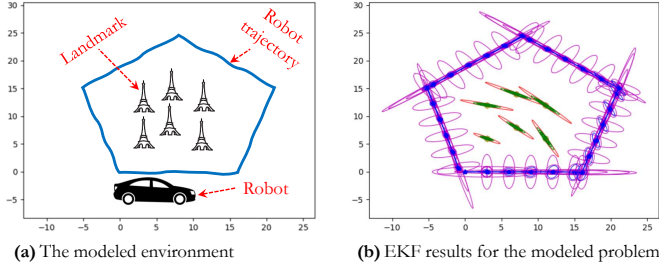 30
25
20
15
10
5
0
−5
−10 −5 0 5 10 15 20 25
Landmark
Robot
trajectory
Robot
30
25
20
15
10
5
0
−5
−10 −5 0 5 10 15 20 25
(a) The modeled environment
(b) EKF results for the modeled problem